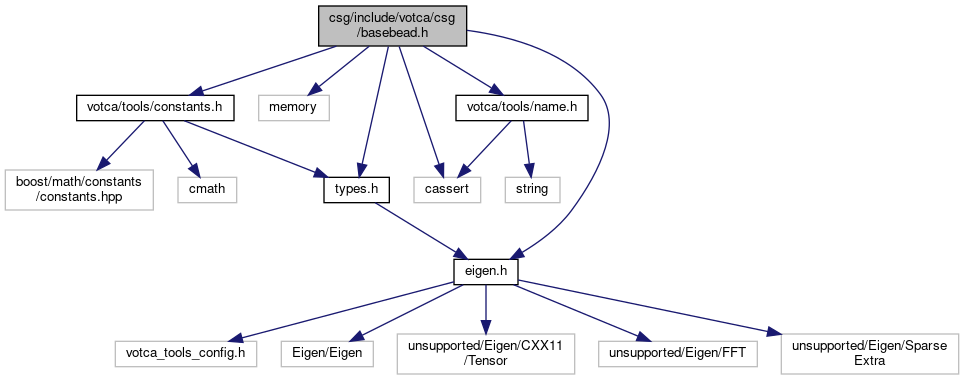 csg/include/votca/csg
/basebead.h
votca/tools/constants.h
memory
votca/tools/name.h
boost/math/constants
/constants.hpp
cmath
types.h
cassert
string
eigen.h
votca_tools_config.h
Eigen/Eigen
unsupported/Eigen/CXX11
/Tensor
unsupported/Eigen/FFT
unsupported/Eigen/Sparse
Extra